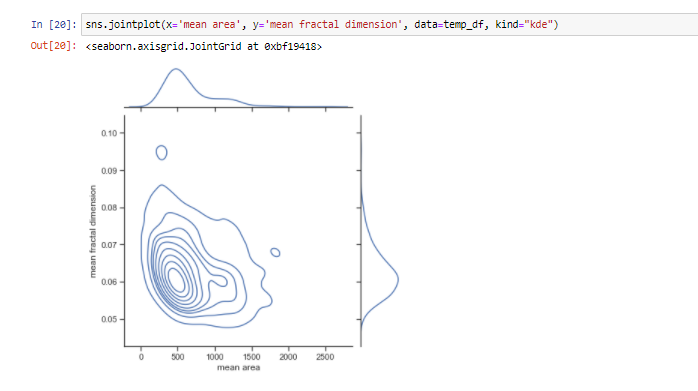 In [20]: sns.jointplot(x='mean area', y='mean fractal dimension', data=temp_df, kind="kde")
Out[20]: <seaborn.axisgrid.JointGrid at 0xbf19418>
0.10
0.09
0.08
0.07
0.06
0.05
mean fractal dimension
0 500 1000 1500 2000 2500
mean area